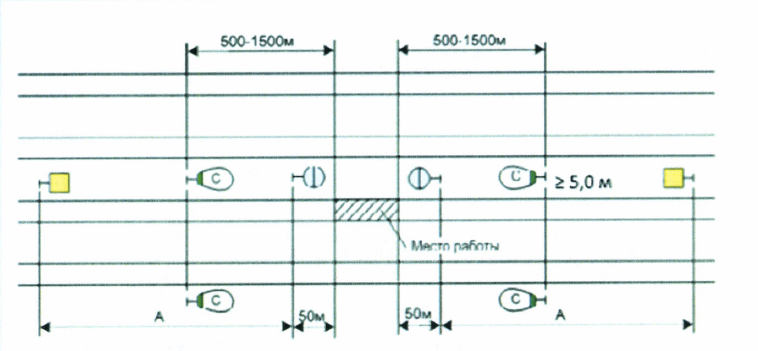 500-1500м 500-1500м
С С ≥ 5,0 м
Место работы
С С
А 50м 50м А